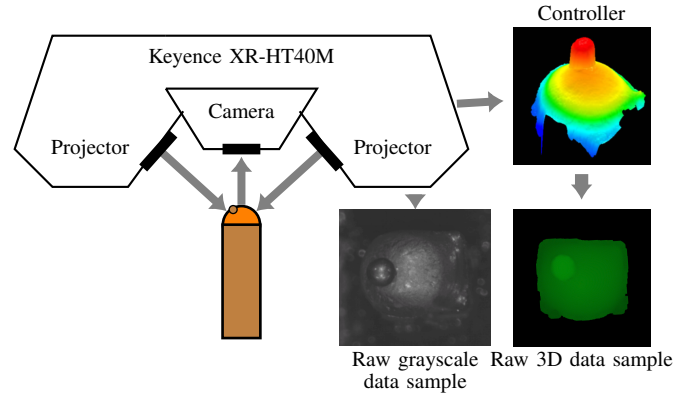 Controller
Keyence XR-HT40M
Camera
Projector
Projector
Raw grayscale
data sample
Raw 3D data sample